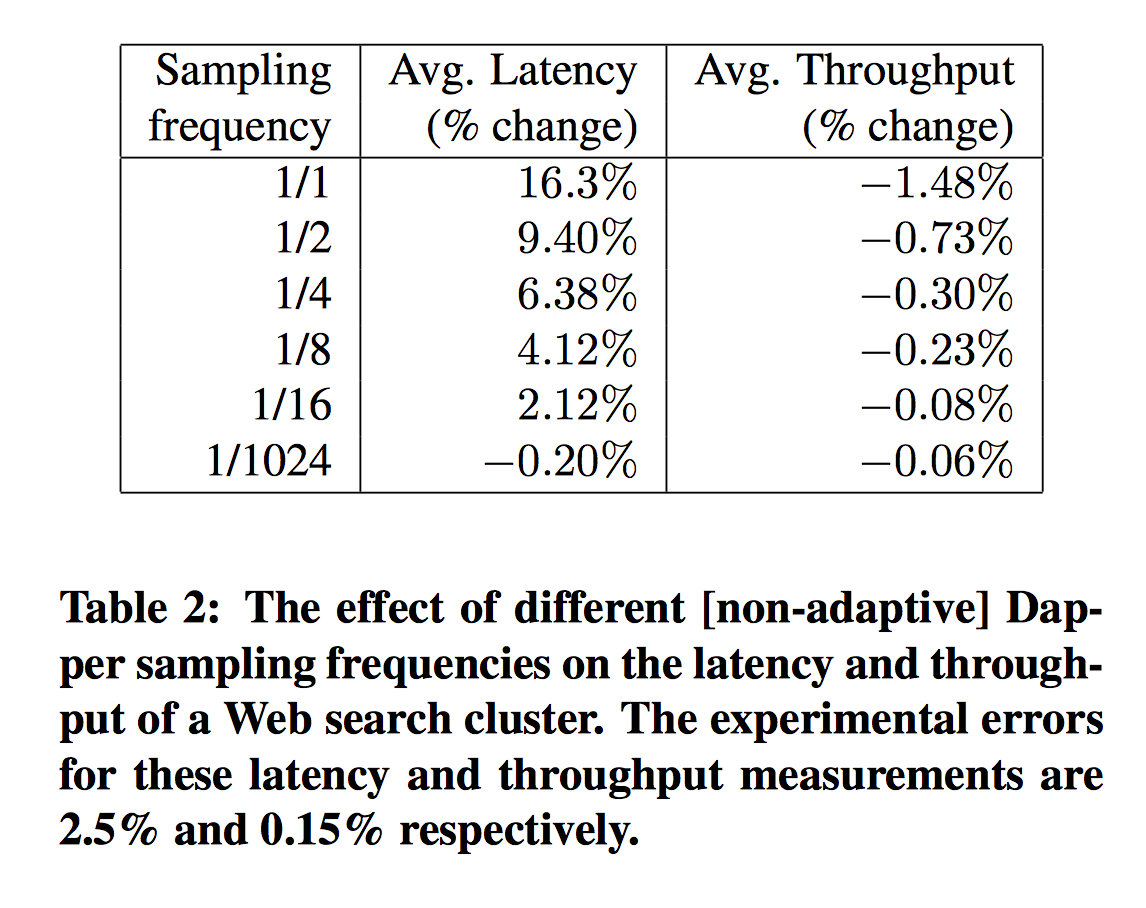 Sampling frequency Avg. Latency (% change) Avg. Throughput (% change)
1/1 16.3% −1.48%
1/2 9.40% −0.73%
1/4 6.38% −0.30%
1/8 4.12% −0.23%
1/16 2.12% −0.08%
1/1024 −0.20% −0.06%
Table 2: The effect of different [non-adaptive] Dap-
per sampling frequencies on the latency and through-
put of a Web search cluster. The experimental errors
for these latency and throughput measurements are
2.5% and 0.15% respectively.